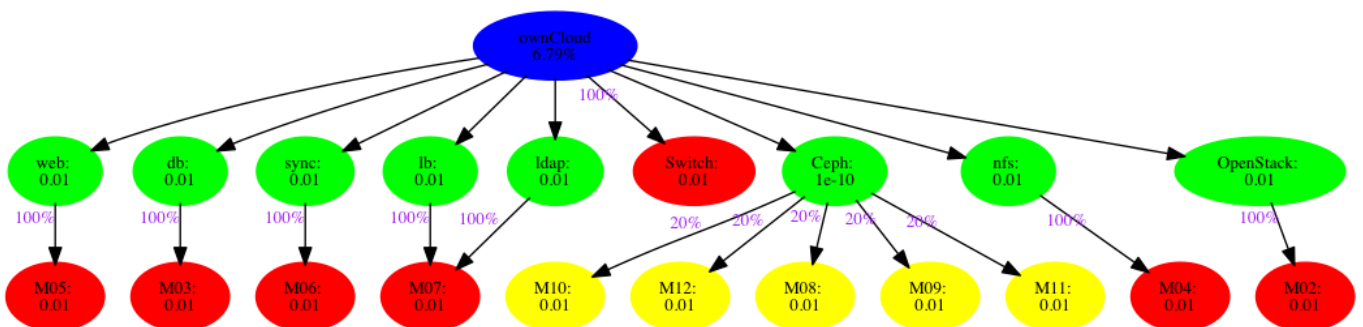 ownCloud
6.79%
100%
web:
0.01
db:
0.01
sync:
0.01
lb:
0.01
ldap:
0.01
Switch:
0.01
Ceph:
1e-10
nfs:
0.01
OpenStack:
0.01
100%
100%
100%
100%
100%
20%
20%
20%
20%
20%
100%
100%
M05:
0.01
M03:
0.01
M06:
0.01
M07:
0.01
M10:
0.01
M12:
0.01
M08:
0.01
M09:
0.01
M11:
0.01
M04:
0.01
M02:
0.01